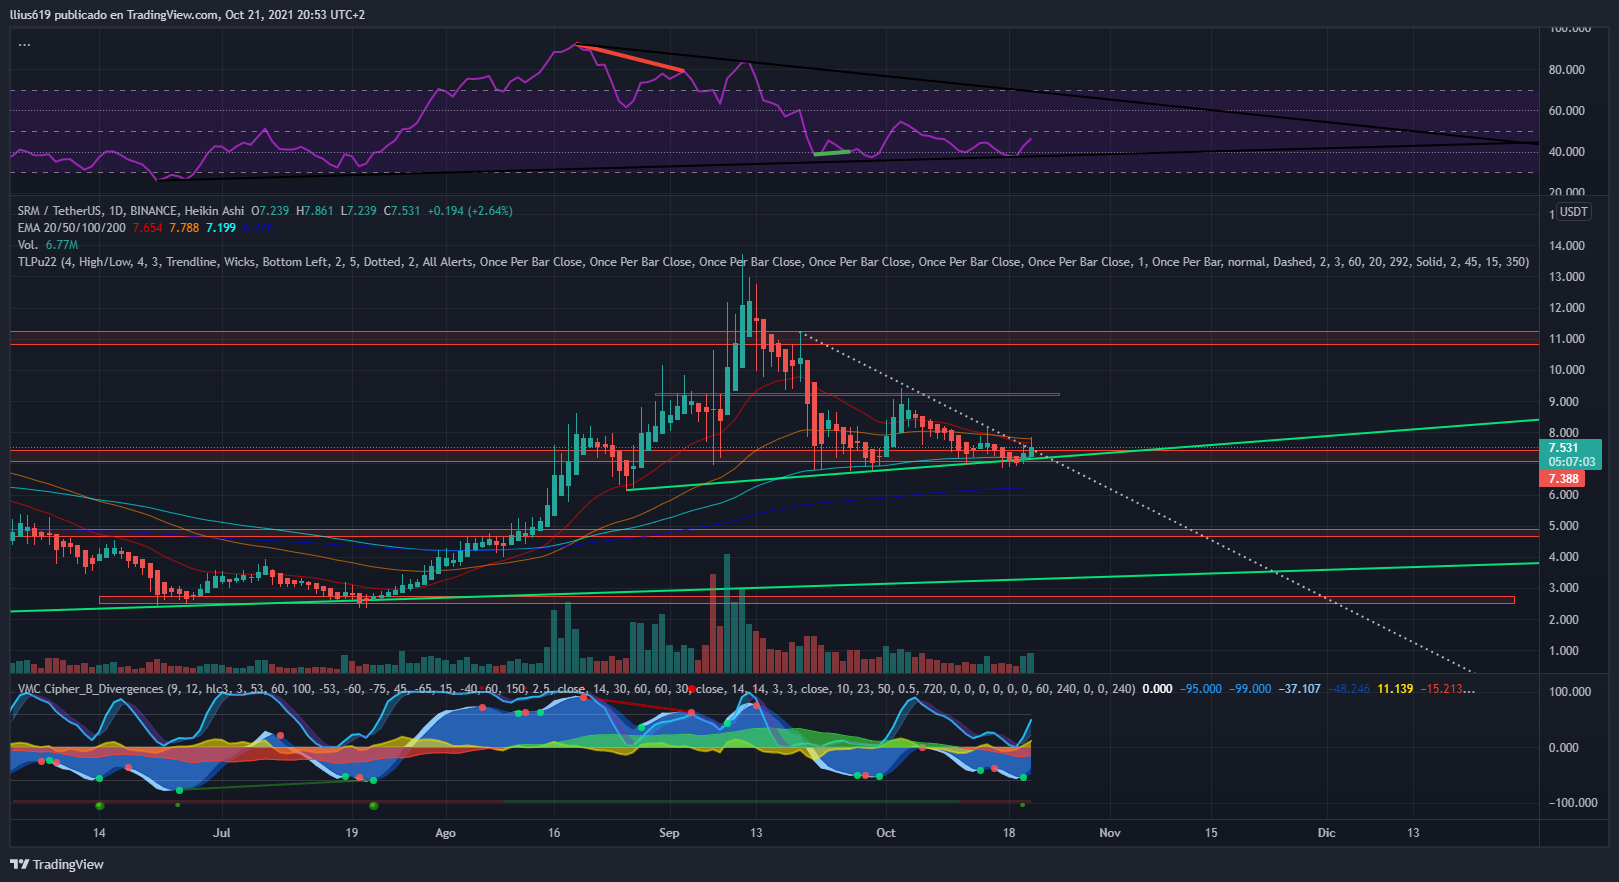 llius619 publicado en TradingView.com, Oct 21, 2021 20:53 UTC+2
...
100.000
80.000
60.000
40.000
20.000
SRM / TetherUS, 1D, BINANCE, Heikin Ashi O7.239 H7.861 L7.239 C7.531 +0.194 (+2.64%)
USDT
EMA 20/50/100/200 7.654 7.788 7.199
Vol. 6.77M
TLPu22 (4, High/Low, 4, 3, Trendline, Wicks, Bottom Left, 2, 5, Dotted, 2, All Alerts, Once Per Bar Close, Once Per Bar Close, Once Per Bar Close, Once Per Bar Close, Once Per Bar Close, Once Per Bar Close, 1, Once Per Bar, normal, Dashed, 2, 3, 60, 20, 292, Solid, 2, 45, 15, 350)
14.000
13.000
12.000
11.000
10.000
9.000
8.000
7.531
05:07:03
7.388
6.000
5.000
4.000
3.000
2.000
1.000
VMC Cipher_B_Divergences (9, 12, hlc3, 3, 53, 60, 100, -53, -60, -75, 45, -65, 15, -40, 60, 150, 2.5, close, 14, 30, 60, 60, 30, close, 14, 14, 3, 3, close, 10, 23, 50, 0.5, 720, 0, 0, 0, 0, 0, 0, 60, 240, 0, 0, 240) 0.000 −95.000 −99.000 −37.107 −48.246 11.139 −15.213...
100.000
0.000
−100.000
14 Jul 19 Ago 16 Sep 13 Oct 18 Nov 15 Dic 13
TradingView